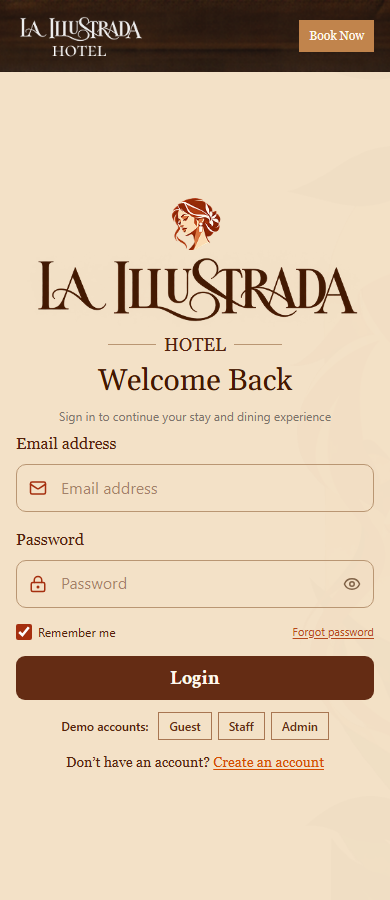 LA ILLUSTRADA
HOTEL
Book Now
LA ILLUSTRADA
HOTEL
Welcome Back
Sign in to continue your stay and dining experience
Email address
Email address
Password
Password
Remember me
Forgot password
Login
Demo accounts: Guest Staff Admin
Don’t have an account? Create an account